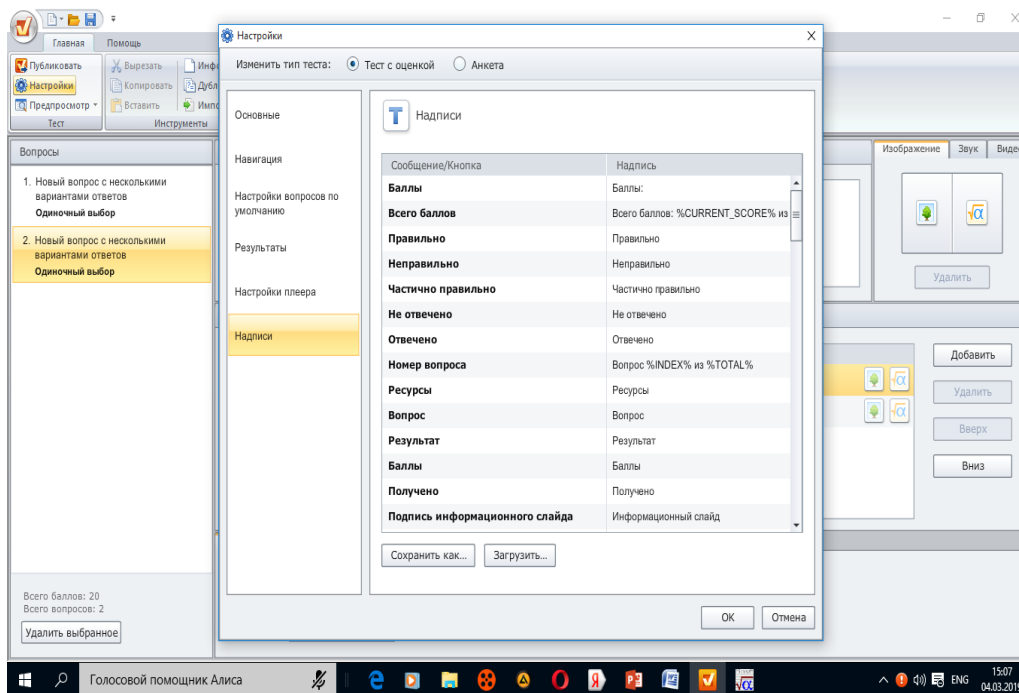 Главная Помощь
Публиковать
Настройки
Предпросмотр
Тест
Вырезать
Копировать
Вставить
Инструменты
Вопросы
1. Новый вопрос с несколькими
вариантами ответов
Одиночный выбор
2. Новый вопрос с несколькими
вариантами ответов
Одиночный выбор
Всего баллов: 20
Всего вопросов: 2
Удалить выбранное
Настройки X
Изменить тип теста: Тест с оценкой Анкета
Основные
Навигация
Настройки вопросов по
умолчанию
Результаты
Настройки плеера
Надписи
T Надписи
Сообщение/Кнопка Надпись
Баллы Баллы:
Всего баллов Всего баллов: %CURRENT_SCORE% из
Правильно Правильно
Неправильно Неправильно
Частично правильно Частично правильно
Не отвечено Не отвечено
Отвечено Отвечено
Номер вопроса Вопрос %INDEX% из %TOTAL%
Ресурсы Ресурсы
Вопрос Вопрос
Результат Результат
Баллы Баллы
Получено Получено
Подпись информационного слайда Информационный слайд
Сохранить как... Загрузить...
OK Отмена
Изображение Звук Виде
√α
Удалить
Добавить
√α
Удалить
√α
Вверх
Вниз
Голосовой помощник Алиса
ENG
15:07
04.03.201